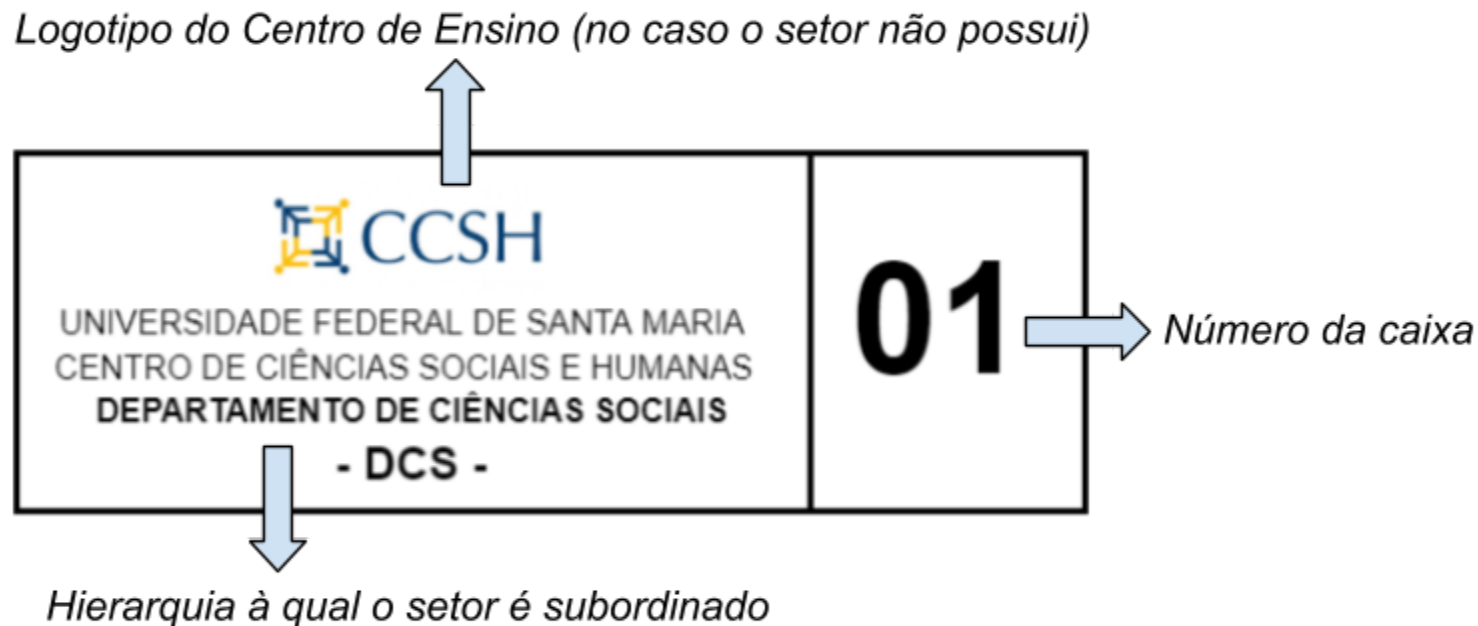 Logotipo do Centro de Ensino (no caso o setor não possui)
CCSH
UNIVERSIDADE FEDERAL DE SANTA MARIA
CENTRO DE CIÊNCIAS SOCIAIS E HUMANAS
DEPARTAMENTO DE CIÊNCIAS SOCIAIS
- DCS -
01
Número da caixa
Hierarquia à qual o setor é subordinado